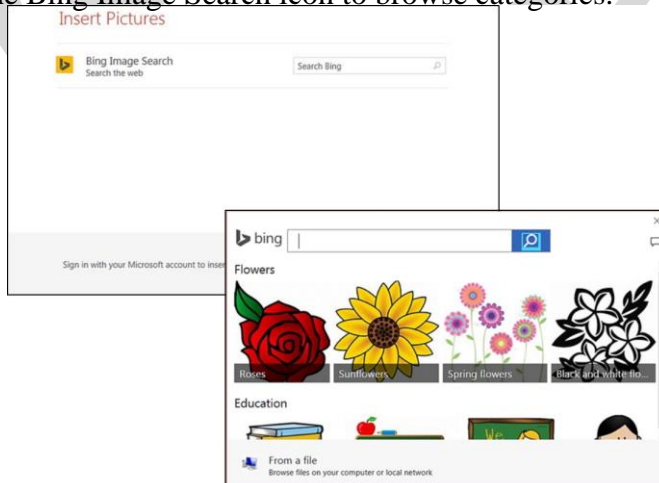 e Bing Image Search icon to browse categories.
Insert Pictures
Bing Image Search
Search the web
Search Bing
Sign in with your Microsoft account to inser
bing
Flowers
Roses
Sunflowers
Spring flowers
Black and white flo...
Education
We
From a file
Browse files on your computer or local network